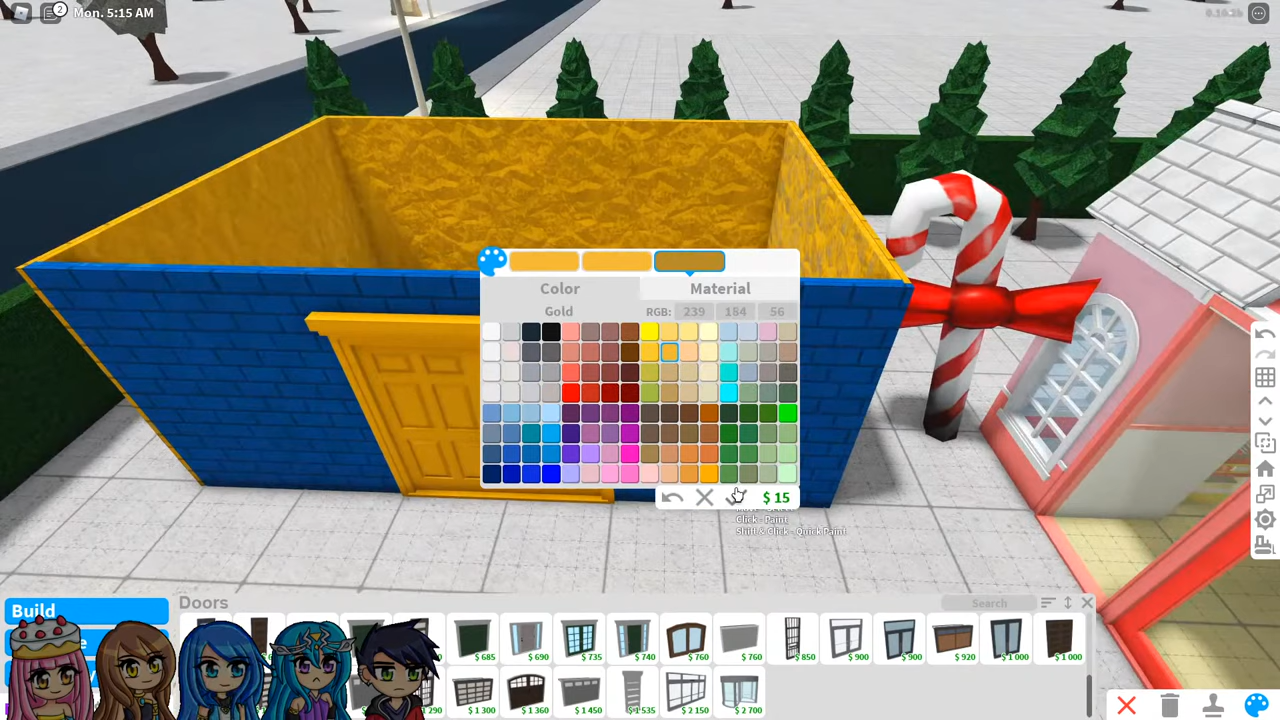 2
Mon. 5:15 AM
Color
Material
Gold
RGB: 239 184 56
$ 15
Click - Paint
Shift & Click - Quick Paint
Build
Doors
Search
$ 685
$ 690
$ 735
$ 740
$ 760
$ 760
$ 850
$ 900
$ 900
$ 920
$ 1 000
$ 1 000
290
$ 1 300
$ 1 360
$ 1 450
$ 1 535
$ 2 150
$ 2 700